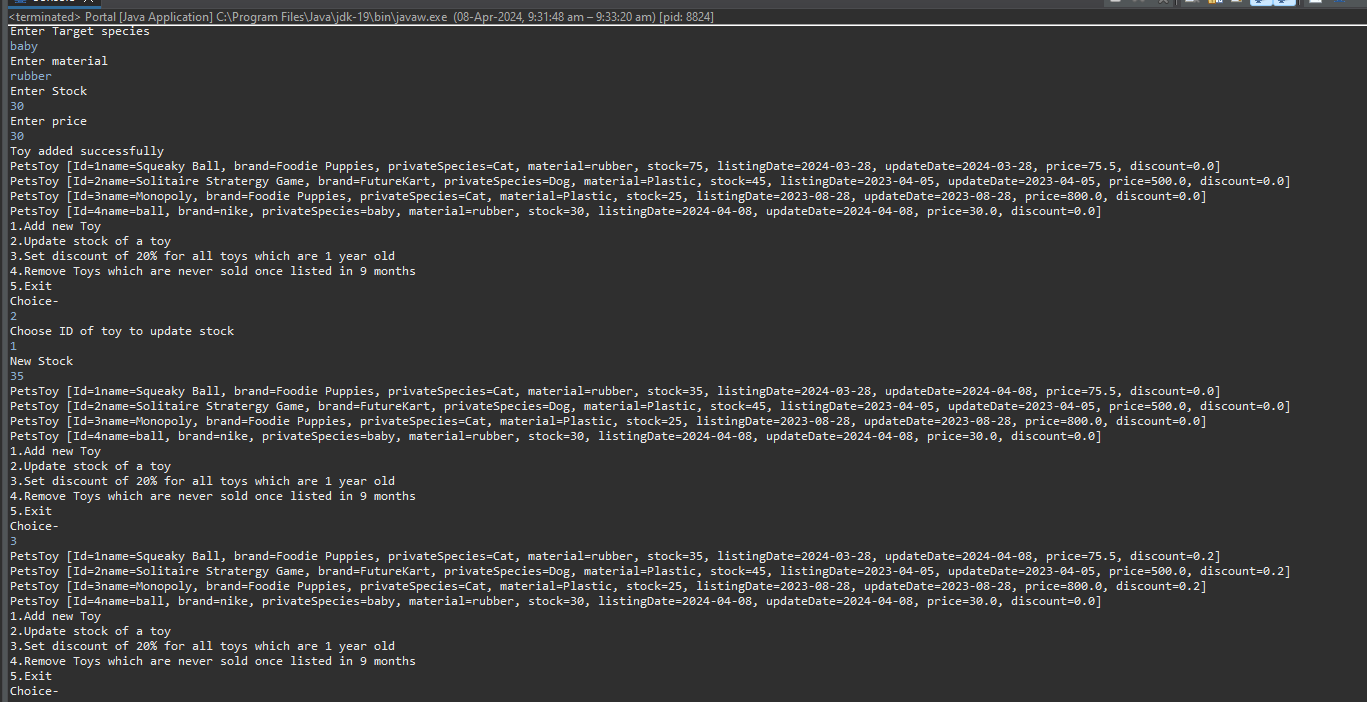 <terminated> Portal [Java Application] C:\Program Files\Java\jdk-19\bin\javaw.exe (08-Apr-2024, 9:31:48 am – 9:33:20 am) [pid: 8824]
Enter Target species
baby
Enter material
rubber
Enter Stock
30
Enter price
30
Toy added successfully
PetsToy [Id=1name=Squeaky Ball, brand=Foodie Puppies, privateSpecies=Cat, material=rubber, stock=75, listingDate=2024-03-28, updateDate=2024-03-28, price=75.5, discount=0.0]
PetsToy [Id=2name=Solitaire Stratergy Game, brand=FutureKart, privateSpecies=Dog, material=Plastic, stock=45, listingDate=2023-04-05, updateDate=2023-04-05, price=500.0, discount=0.0]
PetsToy [Id=3name=Monopoly, brand=Foodie Puppies, privateSpecies=Cat, material=Plastic, stock=25, listingDate=2023-08-28, updateDate=2023-08-28, price=800.0, discount=0.0]
PetsToy [Id=4name=ball, brand=nike, privateSpecies=baby, material=rubber, stock=30, listingDate=2024-04-08, updateDate=2024-04-08, price=30.0, discount=0.0]
1.Add new Toy
2.Update stock of a toy
3.Set discount of 20% for all toys which are 1 year old
4.Remove Toys which are never sold once listed in 9 months
5.Exit
Choice-
2
Choose ID of toy to update stock
1
New Stock
35
PetsToy [Id=1name=Squeaky Ball, brand=Foodie Puppies, privateSpecies=Cat, material=rubber, stock=35, listingDate=2024-03-28, updateDate=2024-04-08, price=75.5, discount=0.0]
PetsToy [Id=2name=Solitaire Stratergy Game, brand=FutureKart, privateSpecies=Dog, material=Plastic, stock=45, listingDate=2023-04-05, updateDate=2023-04-05, price=500.0, discount=0.0]
PetsToy [Id=3name=Monopoly, brand=Foodie Puppies, privateSpecies=Cat, material=Plastic, stock=25, listingDate=2023-08-28, updateDate=2023-08-28, price=800.0, discount=0.0]
PetsToy [Id=4name=ball, brand=nike, privateSpecies=baby, material=rubber, stock=30, listingDate=2024-04-08, updateDate=2024-04-08, price=30.0, discount=0.0]
1.Add new Toy
2.Update stock of a toy
3.Set discount of 20% for all toys which are 1 year old
4.Remove Toys which are never sold once listed in 9 months
5.Exit
Choice-
3
PetsToy [Id=1name=Squeaky Ball, brand=Foodie Puppies, privateSpecies=Cat, material=rubber, stock=35, listingDate=2024-03-28, updateDate=2024-04-08, price=75.5, discount=0.2]
PetsToy [Id=2name=Solitaire Stratergy Game, brand=FutureKart, privateSpecies=Dog, material=Plastic, stock=45, listingDate=2023-04-05, updateDate=2023-04-05, price=500.0, discount=0.2]
PetsToy [Id=3name=Monopoly, brand=Foodie Puppies, privateSpecies=Cat, material=Plastic, stock=25, listingDate=2023-08-28, updateDate=2023-08-28, price=800.0, discount=0.2]
PetsToy [Id=4name=ball, brand=nike, privateSpecies=baby, material=rubber, stock=30, listingDate=2024-04-08, updateDate=2024-04-08, price=30.0, discount=0.0]
1.Add new Toy
2.Update stock of a toy
3.Set discount of 20% for all toys which are 1 year old
4.Remove Toys which are never sold once listed in 9 months
5.Exit
Choice-